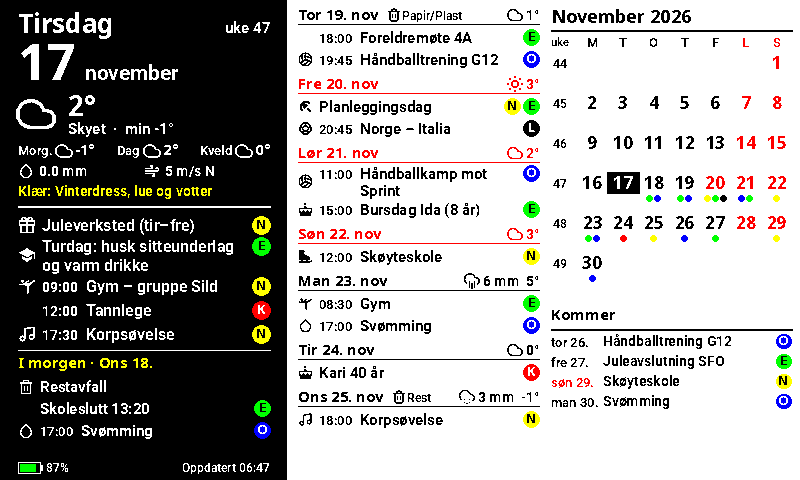 Tirsdag
uke 47
17 november
2°
Skyet · min -1°
Morg. -1° Dag 2° Kveld 0°
0.0 mm 5 m/s N
Klær: Vinterdress, lue og votter
Juleverksted (tir–fre) N
Turdag: husk sitteunderlag E
og varm drikke
09:00 Gym – gruppe Sild N
12:00 Tannlege K
17:30 Korpsøvelse N
I morgen · Ons 18.
Restavfall
Skoleslutt 13:20 E
17:00 Svømming O
87% Oppdatert 06:47
Tor 19. nov Papir/Plast 1°
18:00 Foreldremøte 4A E
19:45 Håndballtrening G12 O
Fre 20. nov 3°
Planleggingsdag N E
20:45 Norge – Italia L
Lør 21. nov 2°
11:00 Håndballkamp mot O
Sprint
15:00 Bursdag Ida (8 år) E
Søn 22. nov 3°
12:00 Skøyteskole N
Man 23. nov 6 mm 5°
08:30 Gym E
17:00 Svømming O
Tir 24. nov 0°
Kari 40 år K
Ons 25. nov Rest 3 mm -1°
18:00 Korpsøvelse N
November 2026
uke M T O T F L S
44 1
45 2 3 4 5 6 7 8
46 9 10 11 12 13 14 15
47 16 17 18 19 20 21 22
48 23 24 25 26 27 28 29
49 30
Kommer
tor 26. Håndballtrening G12 O
fre 27. Juleavslutning SFO E
søn 29. Skøyteskole N
man 30. Svømming O